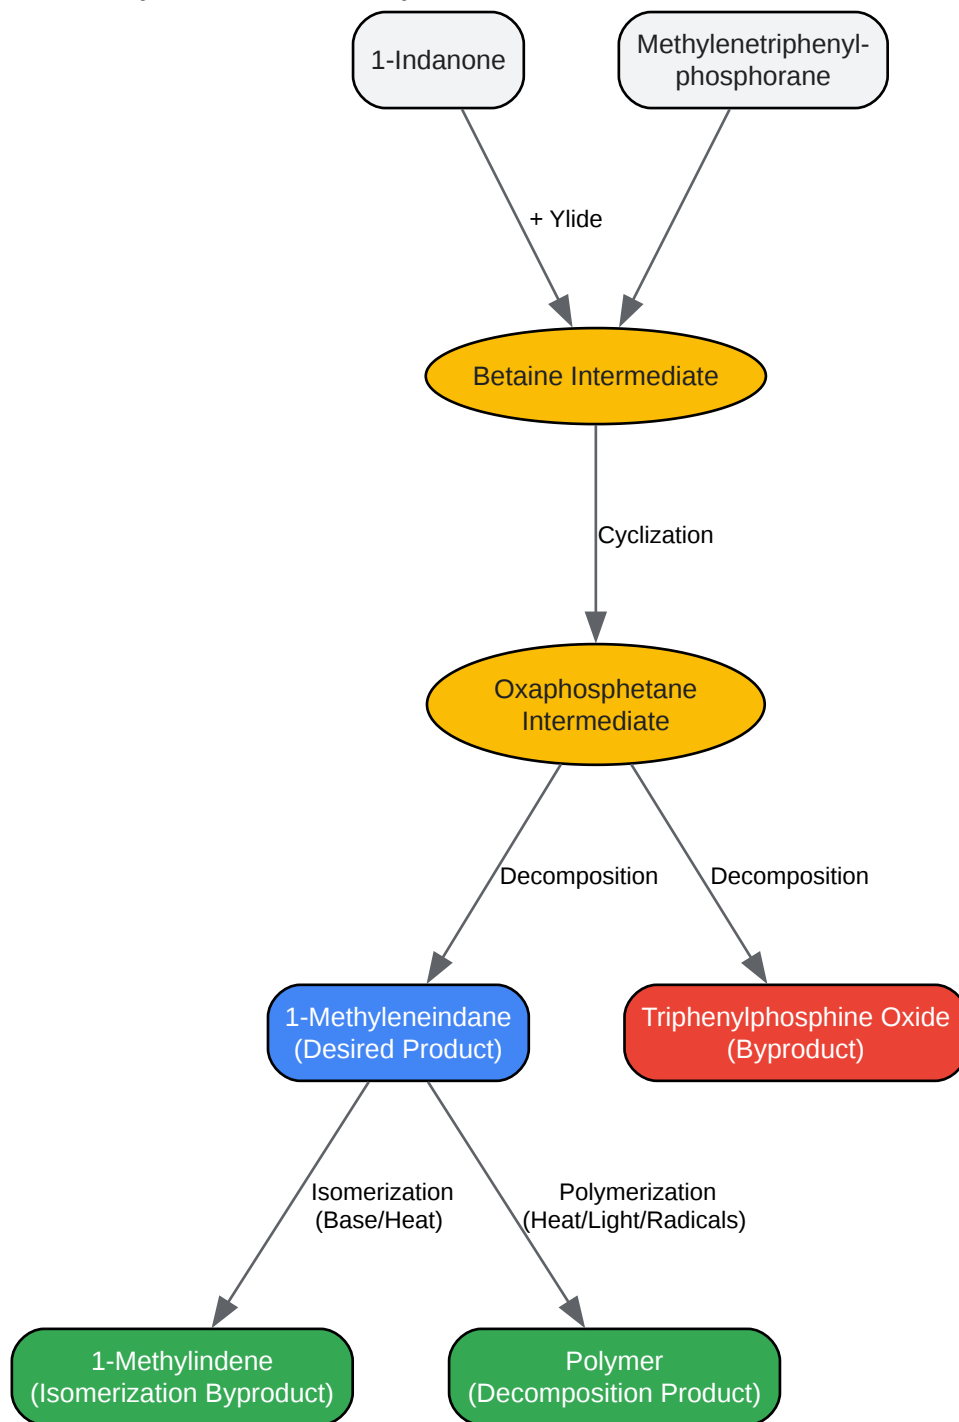 1-Indanone
Methylenetriphenyl-
phosphorane
+ Ylide
Betaine Intermediate
Cyclization
Oxaphosphetane
Intermediate
Decomposition
Decomposition
1-Methyleneindane
(Desired Product)
Triphenylphosphine Oxide
(Byproduct)
Isomerization
(Base/Heat)
Polymerization
(Heat/Light/Radicals)
1-Methylindene
(Isomerization Byproduct)
Polymer
(Decomposition Product)